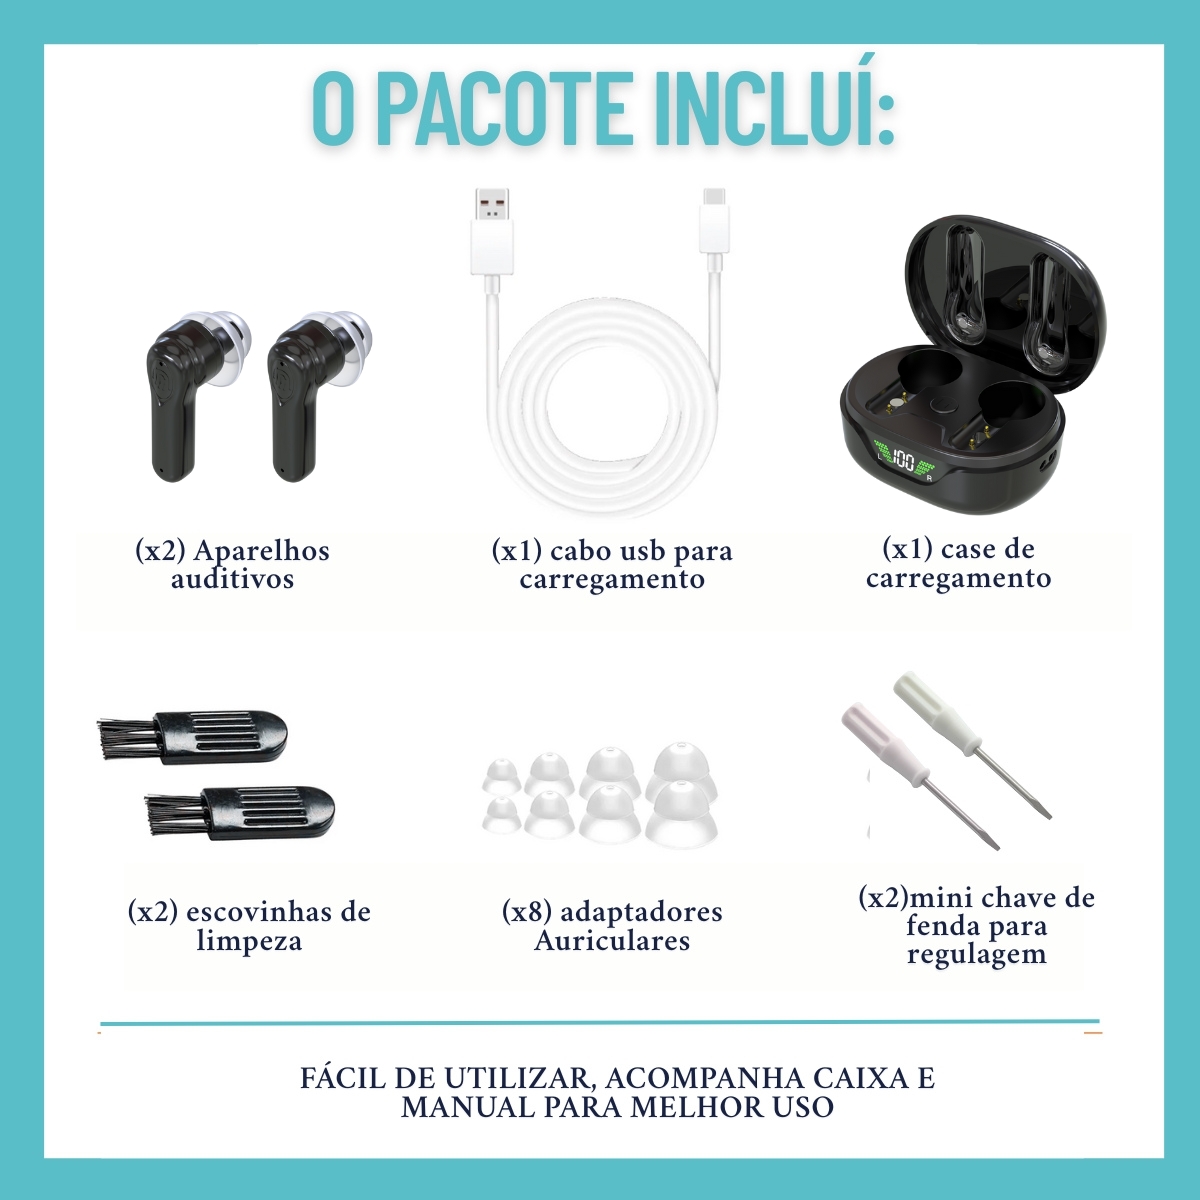 O PACOTE INCLUÍ:
L 100 R
(x2) Aparelhos
auditivos
(x1) cabo usb para
carregamento
(x1) case de
carregamento
(x2) escovinhas de
limpeza
(x8) adaptadores
Auriculares
(x2)mini chave de
fenda para
regulagem
FÁCIL DE UTILIZAR, ACOMPANHA CAIXA E
MANUAL PARA MELHOR USO